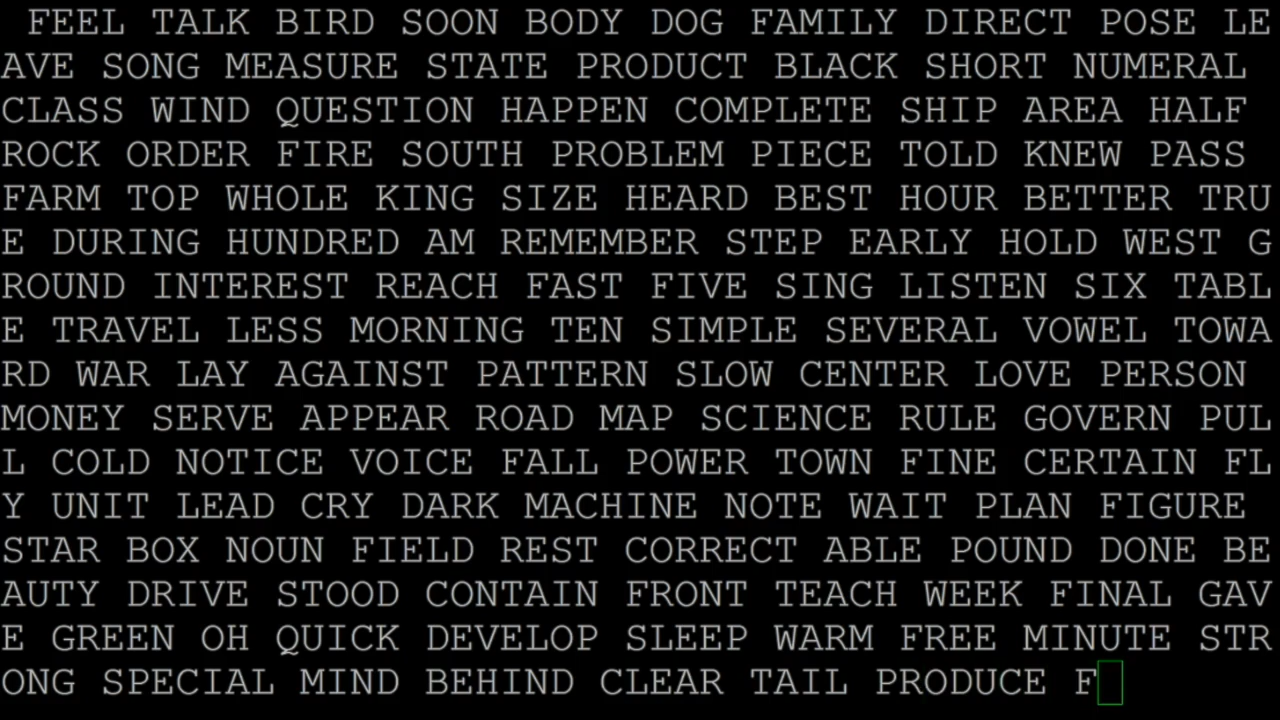 FEEL TALK BIRD SOON BODY DOG FAMILY DIRECT POSE LE
AVE SONG MEASURE STATE PRODUCT BLACK SHORT NUMERAL
CLASS WIND QUESTION HAPPEN COMPLETE SHIP AREA HALF
ROCK ORDER FIRE SOUTH PROBLEM PIECE TOLD KNEW PASS
FARM TOP WHOLE KING SIZE HEARD BEST HOUR BETTER TRU
E DURING HUNDRED AM REMEMBER STEP EARLY HOLD WEST G
ROUND INTEREST REACH FAST FIVE SING LISTEN SIX TABL
E TRAVEL LESS MORNING TEN SIMPLE SEVERAL VOWEL TOWA
RD WAR LAY AGAINST PATTERN SLOW CENTER LOVE PERSON
MONEY SERVE APPEAR ROAD MAP SCIENCE RULE GOVERN PUL
L COLD NOTICE VOICE FALL POWER TOWN FINE CERTAIN FL
Y UNIT LEAD CRY DARK MACHINE NOTE WAIT PLAN FIGURE
STAR BOX NOUN FIELD REST CORRECT ABLE POUND DONE BE
AUTY DRIVE STOOD CONTAIN FRONT TEACH WEEK FINAL GAV
E GREEN OH QUICK DEVELOP SLEEP WARM FREE MINUTE STR
ONG SPECIAL MIND BEHIND CLEAR TAIL PRODUCE F